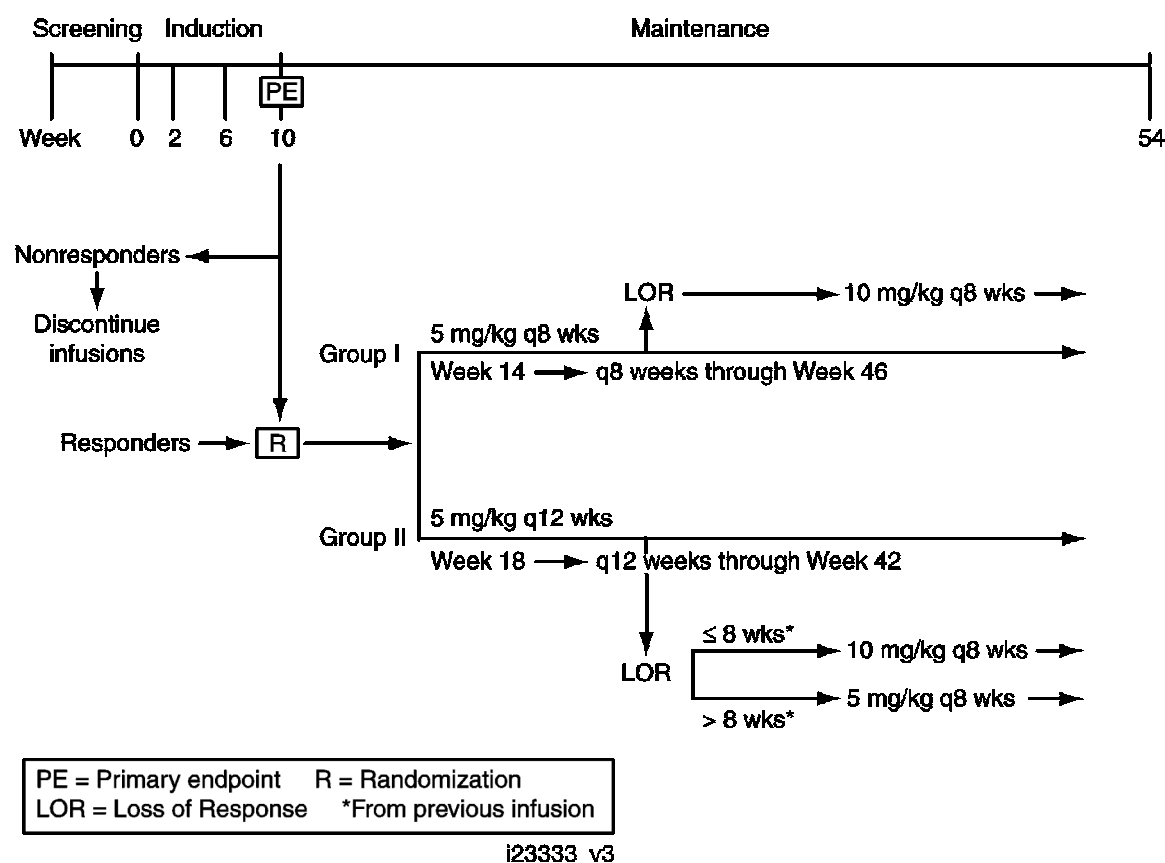 Screening Induction Maintenance
PE
Week 0 2 6 10 54
Nonresponders
Discontinue
infusions
LOR 10 mg/kg q8 wks
5 mg/kg q8 wks
Group I
Week 14 q8 weeks through Week 46
Responders R
5 mg/kg q12 wks
Group II
Week 18 q12 weeks through Week 42
≤ 8 wks*
10 mg/kg q8 wks
LOR
5 mg/kg q8 wks
> 8 wks*
PE = Primary endpoint R = Randomization
LOR = Loss of Response *From previous infusion
i23333_v3